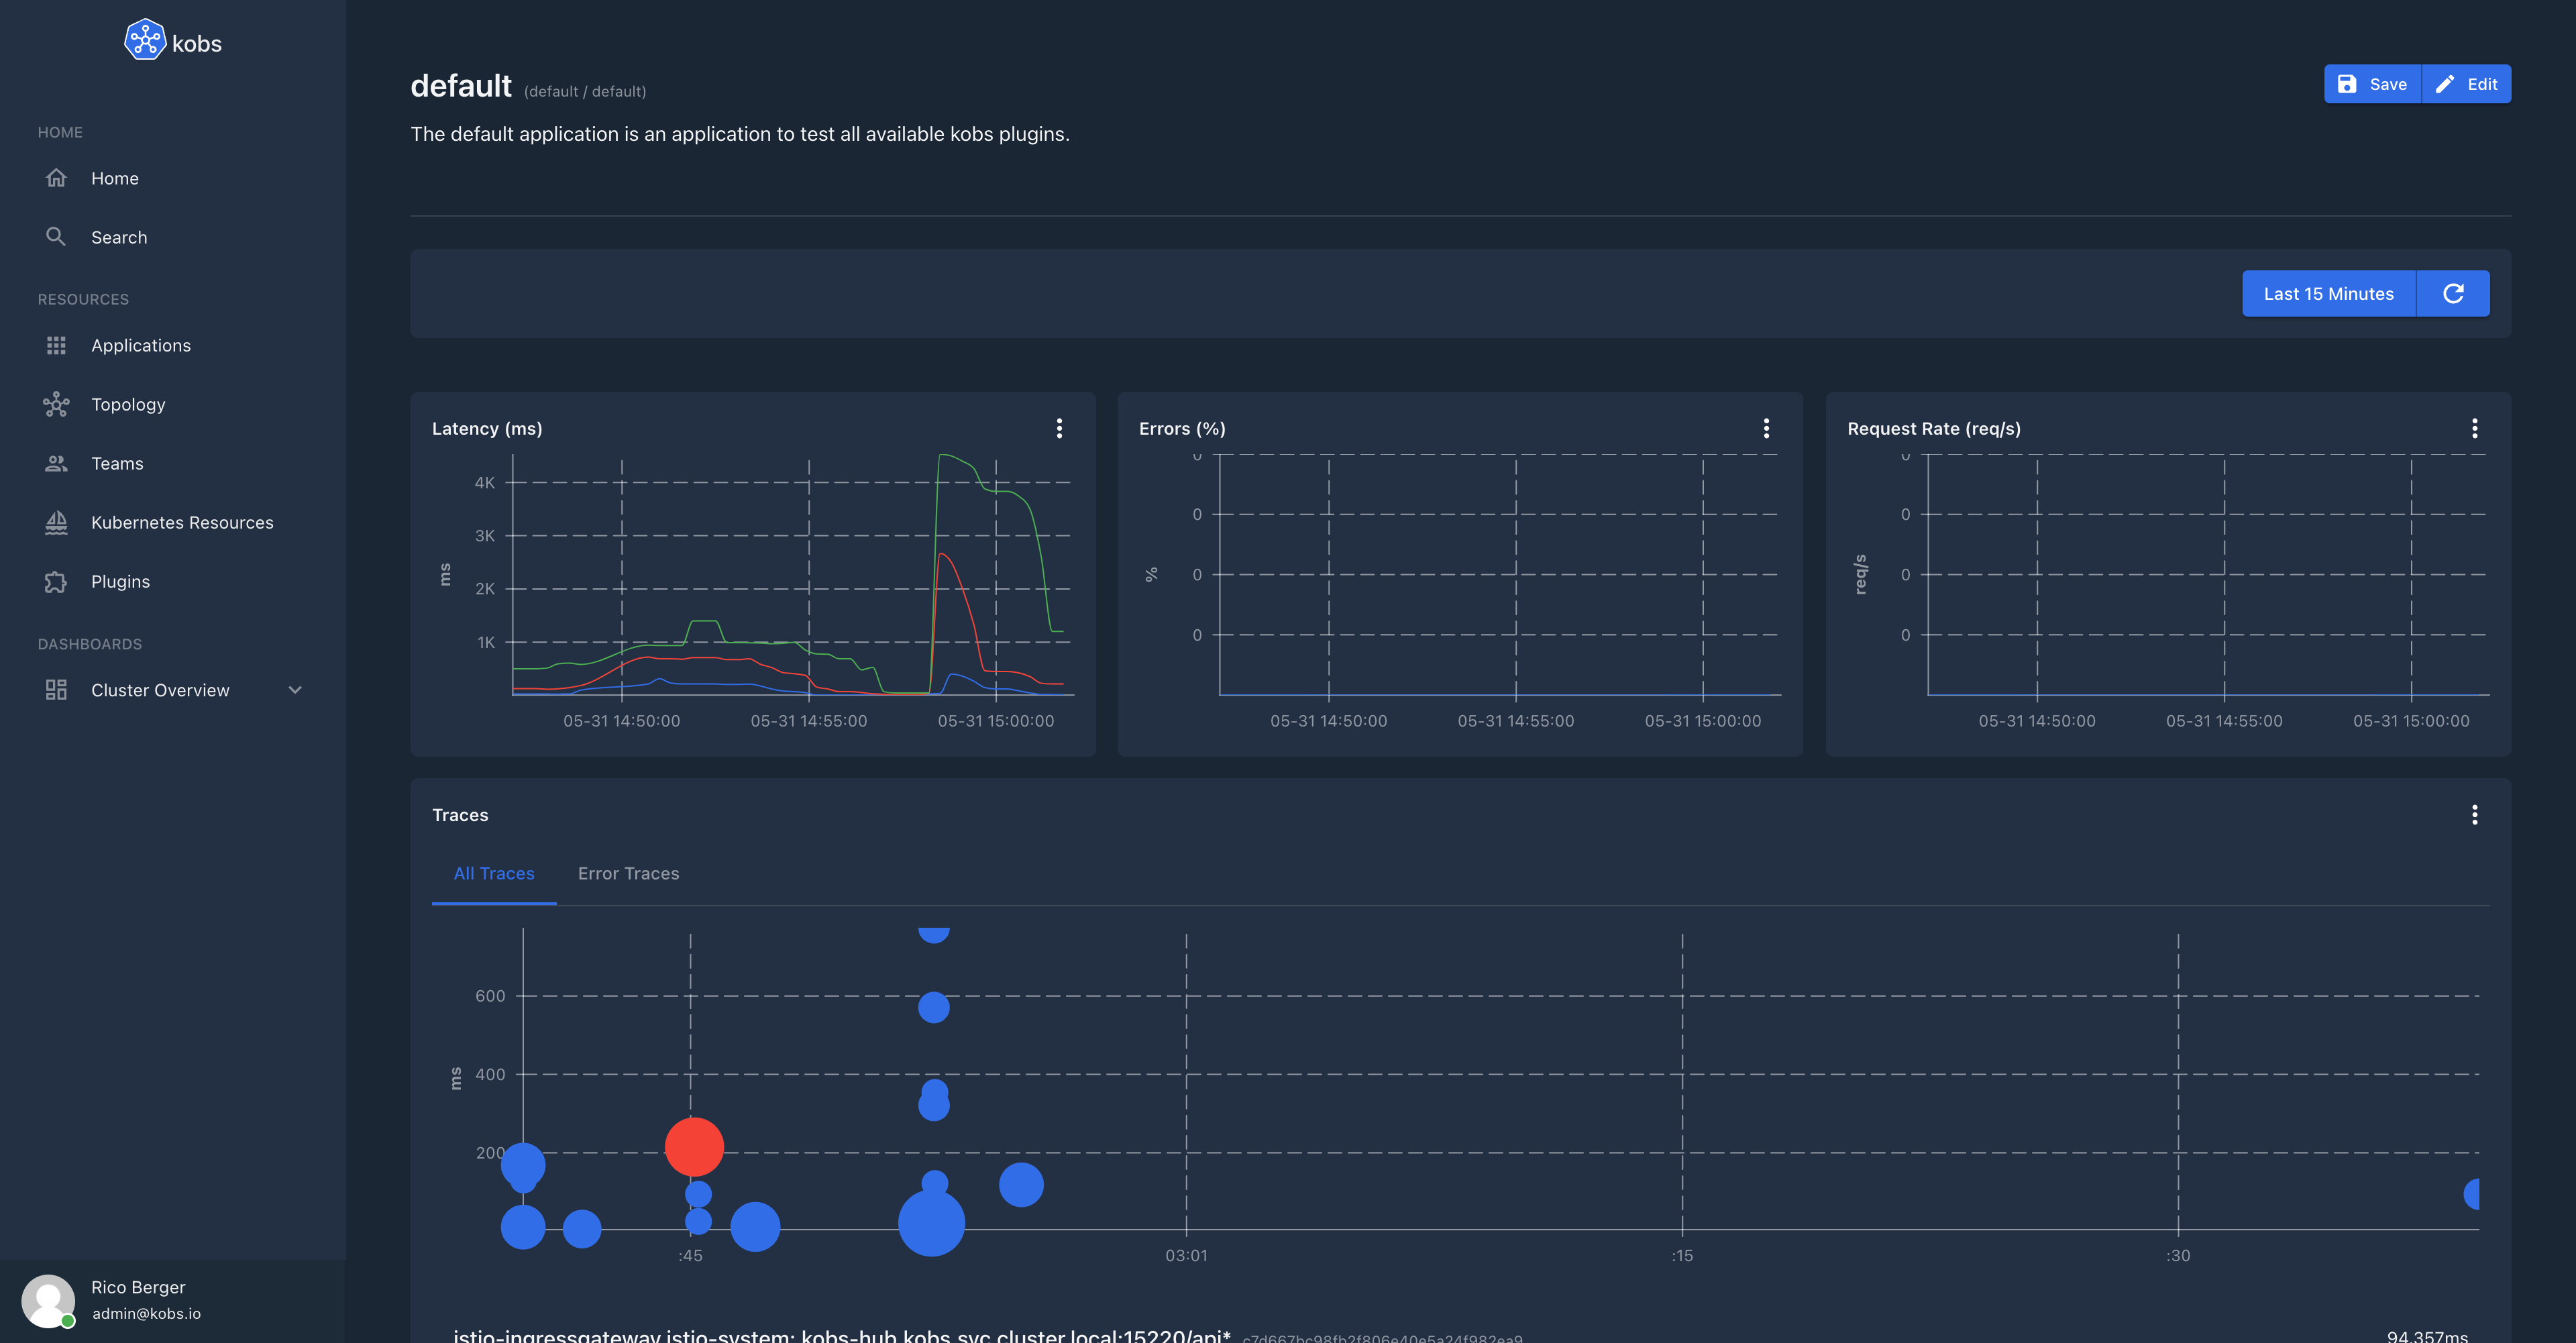 kobs
HOME
Home
Search
RESOURCES
Applications
Topology
Teams
Kubernetes Resources
Plugins
DASHBOARDS
Cluster Overview
Rico Berger
admin@kobs.io
default (default / default)
The default application is an application to test all available kobs plugins.
Save Edit
Last 15 Minutes
Latency (ms)
4K
3K
2K
1K
ms
05-31 14:50:00 05-31 14:55:00 05-31 15:00:00
Errors (%)
0
0
0
0
%
05-31 14:50:00 05-31 14:55:00 05-31 15:00:00
Request Rate (req/s)
0
0
0
0
req/s
05-31 14:50:00 05-31 14:55:00 05-31 15:00:00
Traces
All Traces Error Traces
600
400
200
ms
:45 03:01 :15 :30
istio-ingressgateway.istio-system: kobs-hub.kobs.svc.cluster.local:15220/api* c7d667bc98fb2f806e40e5a24f982ea9 94.357ms